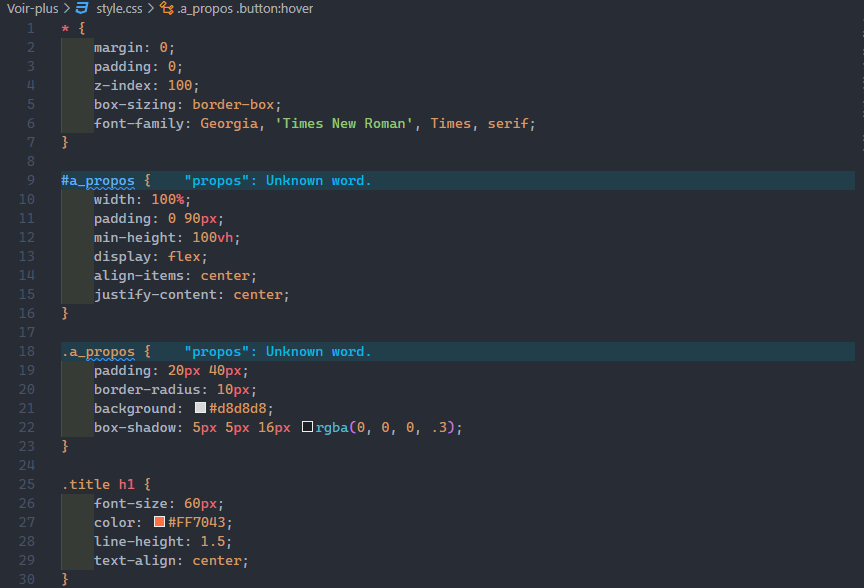 Voir-plus > style.css > .a_propos .button:hover
1 * {
2 margin: 0;
3 padding: 0;
4 z-index: 100;
5 box-sizing: border-box;
6 font-family: Georgia, 'Times New Roman', Times, serif;
7 }
8
9 #a_propos { "propos": Unknown word.
10 width: 100%;
11 padding: 0 90px;
12 min-height: 100vh;
13 display: flex;
14 align-items: center;
15 justify-content: center;
16 }
17
18 .a_propos { "propos": Unknown word.
19 padding: 20px 40px;
20 border-radius: 10px;
21 background: #d8d8d8;
22 box-shadow: 5px 5px 16px rgba(0, 0, 0, .3);
23 }
24
25 .title h1 {
26 font-size: 60px;
27 color: #FF7043;
28 line-height: 1.5;
29 text-align: center;
30 }